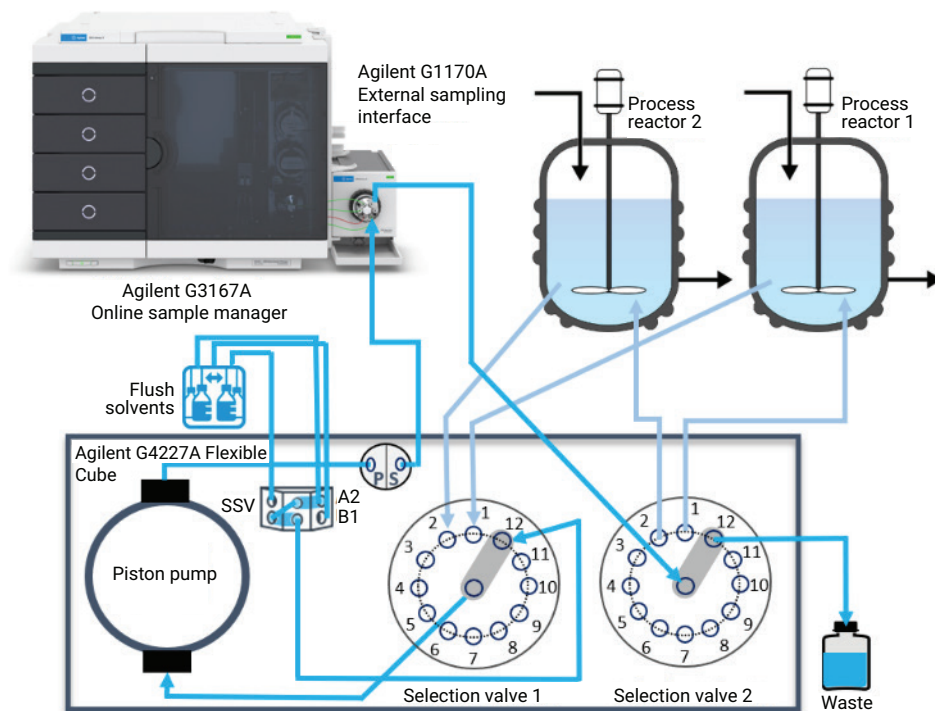 Agilent G1170A
External sampling
interface
Process
reactor 2
Process
reactor 1
Agilent G3167A
Online sample manager
Flush
solvents
Agilent G4227A Flexible
Cube
P S
SSV
A2
B1
Piston pump
1
2
3
4
5
6
7
8
9
10
11
12
1
2
3
4
5
6
7
8
9
10
11
12
Selection valve 1
Selection valve 2
Waste